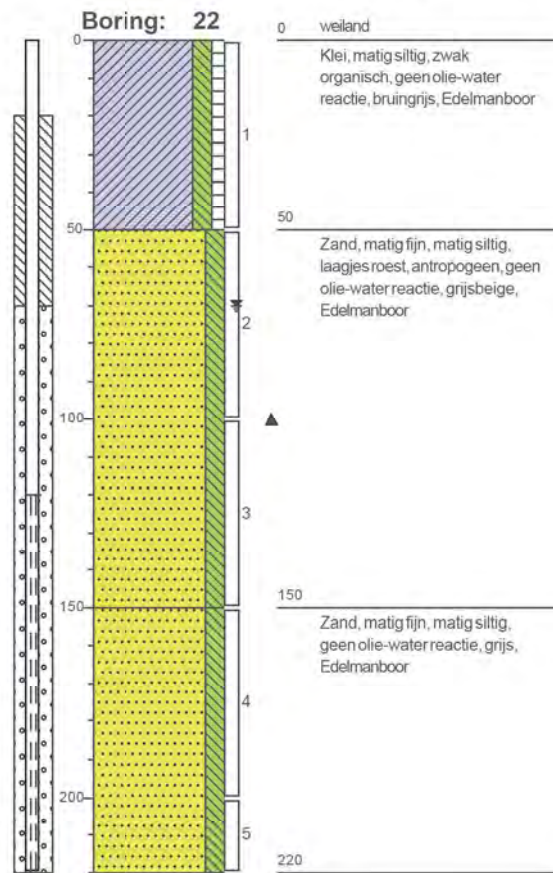 Boring: 22
0
50
100
150
200
1
2
3
4
5
0 weiland
Klei, matig siltig, zwak
organisch, geen olie-water
reactie, bruingrijs, Edelmanboor
50
Zand, matig fijn, matig siltig,
laagjes roest, antropogeen, geen
olie-water reactie, grijsbeige,
Edelmanboor
150
Zand, matig fijn, matig siltig,
geen olie-water reactie, grijs,
Edelmanboor
220